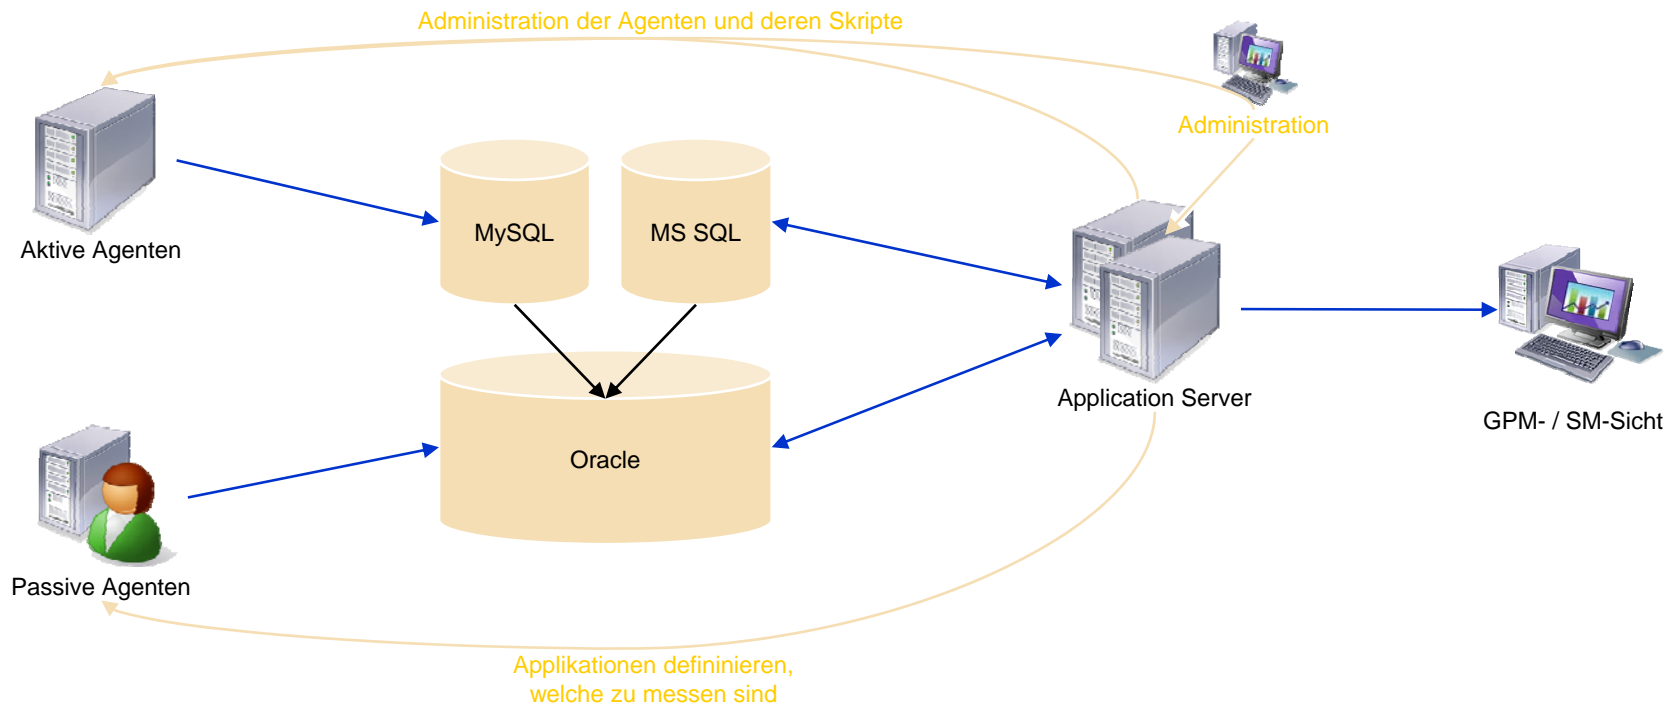 Administration der Agenten und deren Skripte
Administration
MySQL
MS SQL
Aktive Agenten
Application Server
GPM- / SM-Sicht
Oracle
Passive Agenten
Applikationen defininieren,
welche zu messen sind